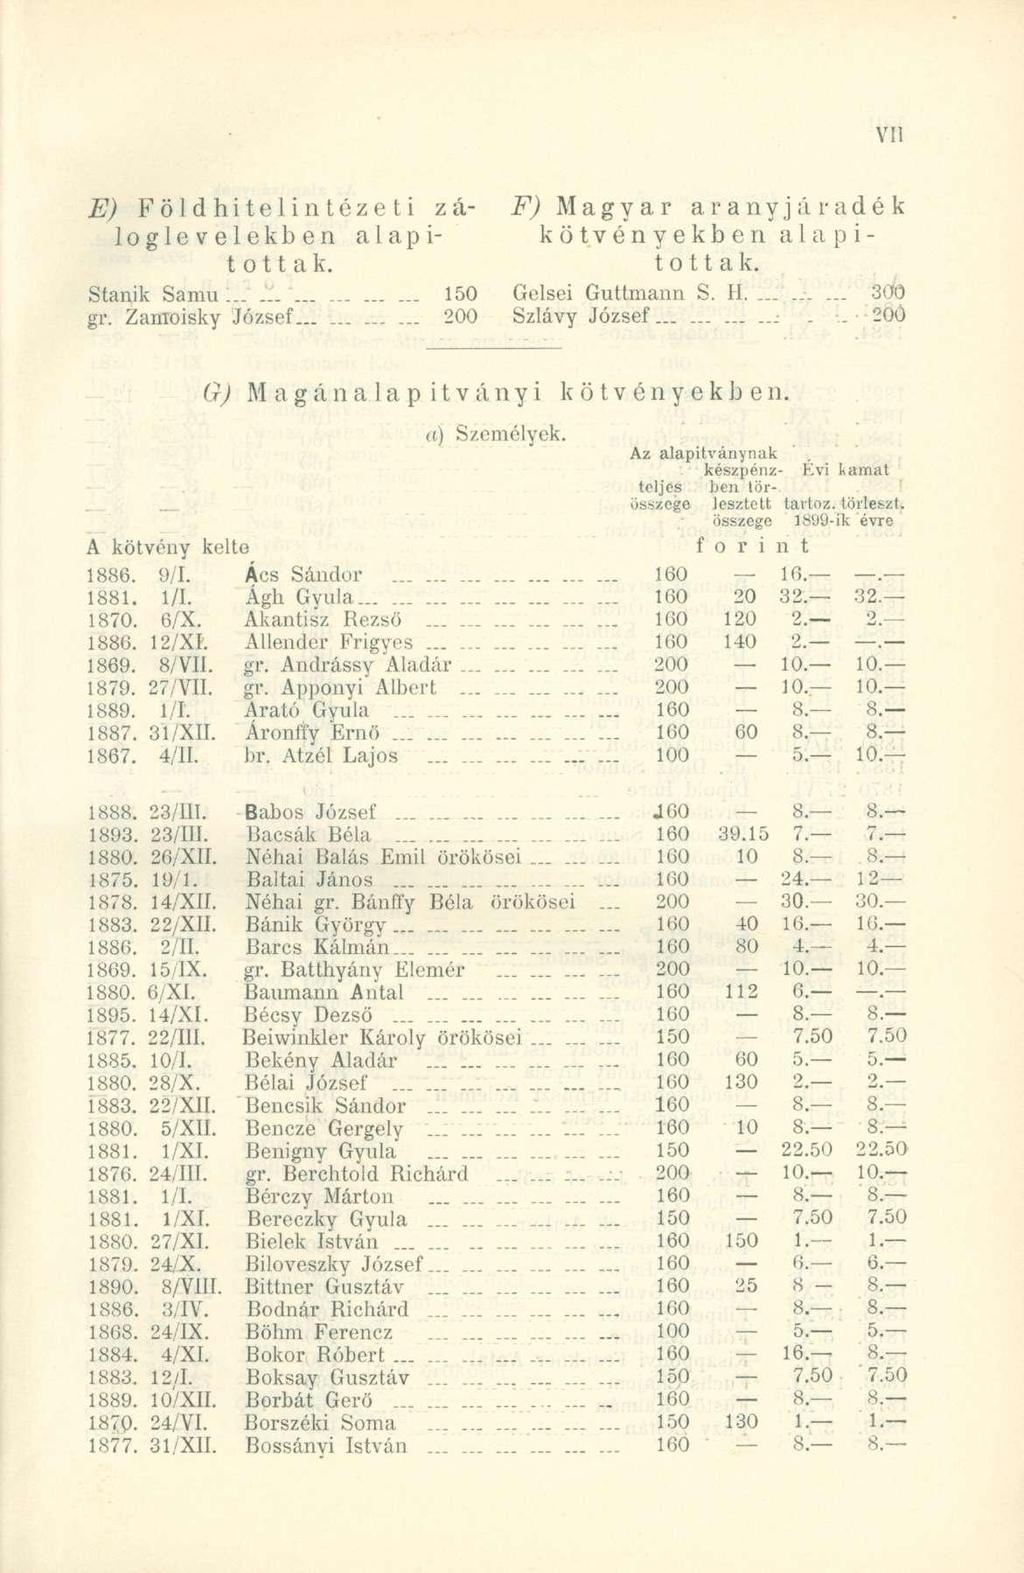 VII
E) Földhitelintézeti zá-
loglevelekben alapi-
tottak.
Stanik Samu 150
gr. Zamoisky József 200
F) Magyar aranyjáradék
kötvényekben alapi-
tottak.
Gelsei Guttmann S. H. 300
Szlávy József 200
G) Magánalapitványi kötvényekben.
a) Személyek.
Az alapitványnak
készpénz- Évi kamat
teljes ben tör-
összege lesztett tartoz. törleszt.
összege 1899-ik évre
A kötvény kelte forint
1886. 9/I. Ács Sándor 160 — 16.— —.—
1881. 1/I. Ágh Gyula 160 20 32.— 32.—
1870. 6/X. Akantisz Rezső 160 120 2.— 2.—
1886. 12/XI. Allender Frigyes 160 140 2.— —.—
1869. 8/VII. gr. Andrássy Aladár 200 — 10.— 10.—
1879. 27/VII. gr. Apponyi Albert 200 — 10.— 10.—
1889. 1/I. Arató Gyula 160 — 8.— 8.—
1887. 31/XII. Áronffy Ernő 160 60 8.— 8.—
1867. 4/II. br. Atzél Lajos 100 — 5.— 10.—
1888. 23/III. Babos József 160 — 8.— 8.—
1893. 23/III. Bacsák Béla 160 39.15 7.— 7.—
1880. 26/XII. Néhai Balás Emil örökösei 160 10 8.— 8.—
1875. 19/1. Baltai János 160 — 24.— 12—
1878. 14/XII. Néhai gr. Bánffy Béla örökösei 200 — 30.— 30.—
1883. 22/XII. Bánik György 160 40 16.— 16.—
1886. 2/II. Barcs Kálmán 160 80 4.— 4.—
1869. 15/IX. gr. Batthyány Elemér 200 — 10.— 10.—
1880. 6/XI. Baumann Antal 160 112 6.— —.—
1895. 14/XI. Bécsy Dezső 160 — 8.— 8.—
1877. 22/III. Beiwinkler Károly örökösei 150 — 7.50 7.50
1885. 10/I. Bekény Aladár 160 60 5.— 5.—
1880. 28/X. Bélai József 160 130 2.— 2.—
1883. 22/XII. Bencsik Sándor 160 — 8.— 8.—
1880. 5/XII. Bencze Gergely 160 10 8.— 8.—
1881. 1/XI. Benigny Gyula 150 — 22.50 22.50
1876. 24/III. gr. Berchtold Richárd 200 — 10.— 10.—
1881. 1/I. Bérczy Márton 160 — 8.— 8.—
1881. 1/XI. Bereczky Gyula 150 — 7.50 7.50
1880. 27/XI. Bielek István 160 150 1.— 1.—
1879. 24/X. Biloveszky József 160 — 6.— 6.—
1890. 8/VIII. Bittner Gusztáv 160 25 8 — 8.—
1886. 3/IV. Bodnár Richárd 160 — 8.— 8.—
1868. 24/IX. Böhm Ferencz 100 — 5.— 5.—
1884. 4/XI. Bokor Róbert 160 — 16.— 8.—
1883. 12/I. Boksay Gusztáv 150 — 7.50 7.50
1889. 10/XII. Borbát Gerő 160 — 8.— 8.—
1870. 24/VI. Borszéki Soma 150 130 1.— 1.—
1877. 31/XII. Bossányi István 160 — 8.— 8.—